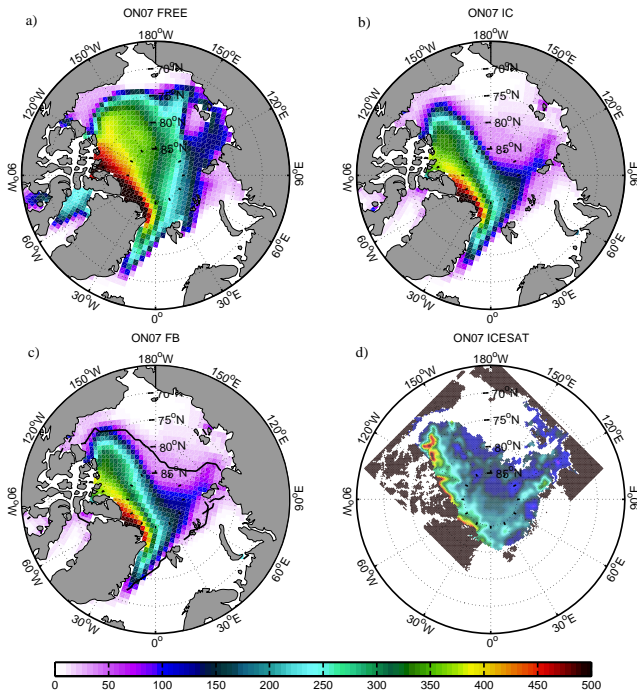 ON07 FREE
a)
180°W
150°W
150°E
120°W
120°E
90°W
90°E
60°W
60°E
30°W
30°E
0°
70°N
75°N
80°N
85°N
ON07 IC
b)
180°W
150°W
150°E
120°W
120°E
90°W
90°E
60°W
60°E
30°W
30°E
0°
70°N
75°N
80°N
85°N
ON07 FB
c)
180°W
150°W
150°E
120°W
120°E
90°W
90°E
60°W
60°E
30°W
30°E
0°
70°N
75°N
80°N
85°N
ON07 ICESAT
d)
180°W
150°W
150°E
120°W
120°E
90°W
90°E
60°W
60°E
30°W
30°E
0°
70°N
75°N
80°N
85°N
0 50 100 150 200 250 300 350 400 450 500